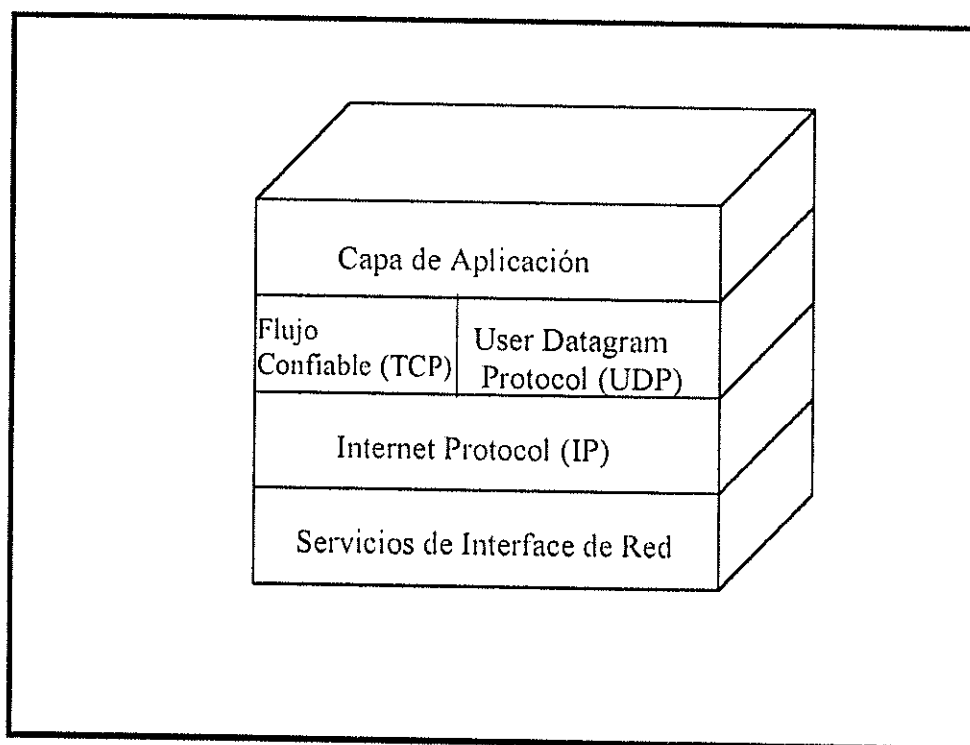 Capa de Aplicación
Flujo
Confiable (TCP)
User Datagram
Protocol (UDP)
Internet Protocol (IP)
Servicios de Interface de Red